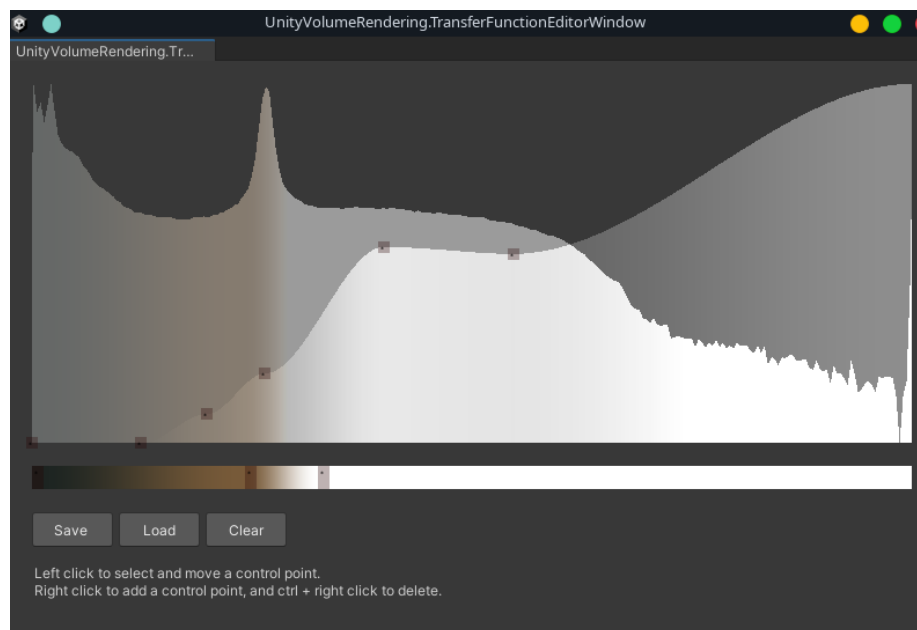 UnityVolumeRendering.TransferFunctionEditorWindow
UnityVolumeRendering.Tr...
Save Load Clear
Left click to select and move a control point.
Right click to add a control point, and ctrl + right click to delete.